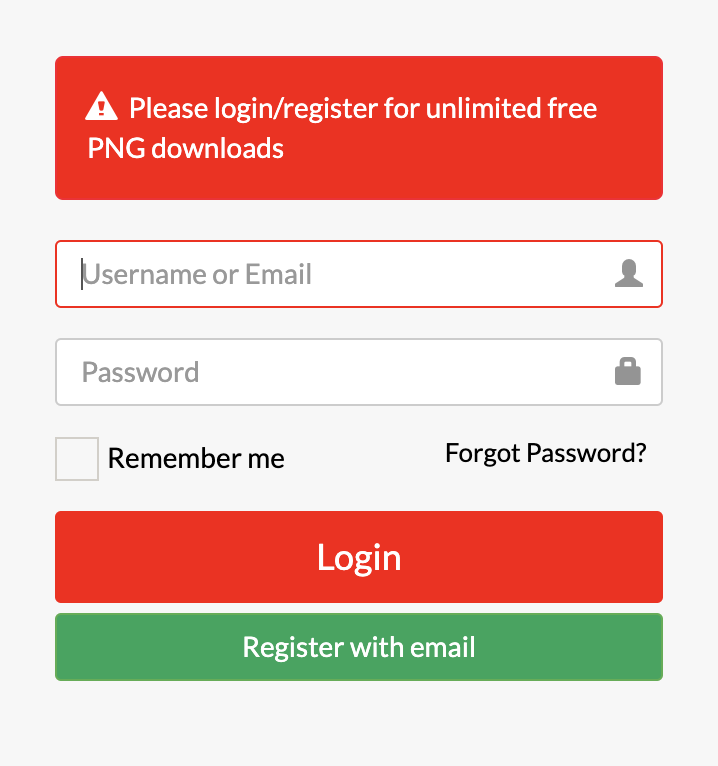 Please login/register for unlimited free
PNG downloads
Username or Email
Password
Remember me
Forgot Password?
Login
Register with email